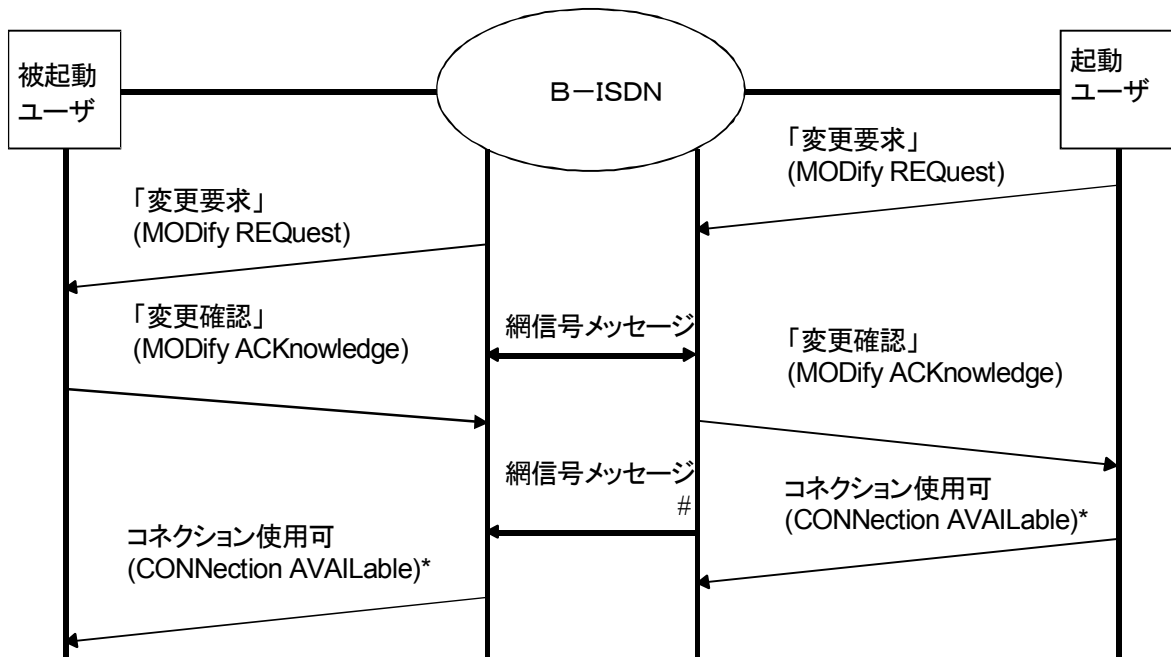 被起動
ユーザ
B－ISDN
起動
ユーザ
「変更要求」
(MODify REQuest)
「変更要求」
(MODify REQuest)
「変更確認」
(MODify ACKnowledge)
網信号メッセージ
「変更確認」
(MODify ACKnowledge)
網信号メッセージ
#
コネクション使用可
(CONNection AVAILable)*
コネクション使用可
(CONNection AVAILable)*